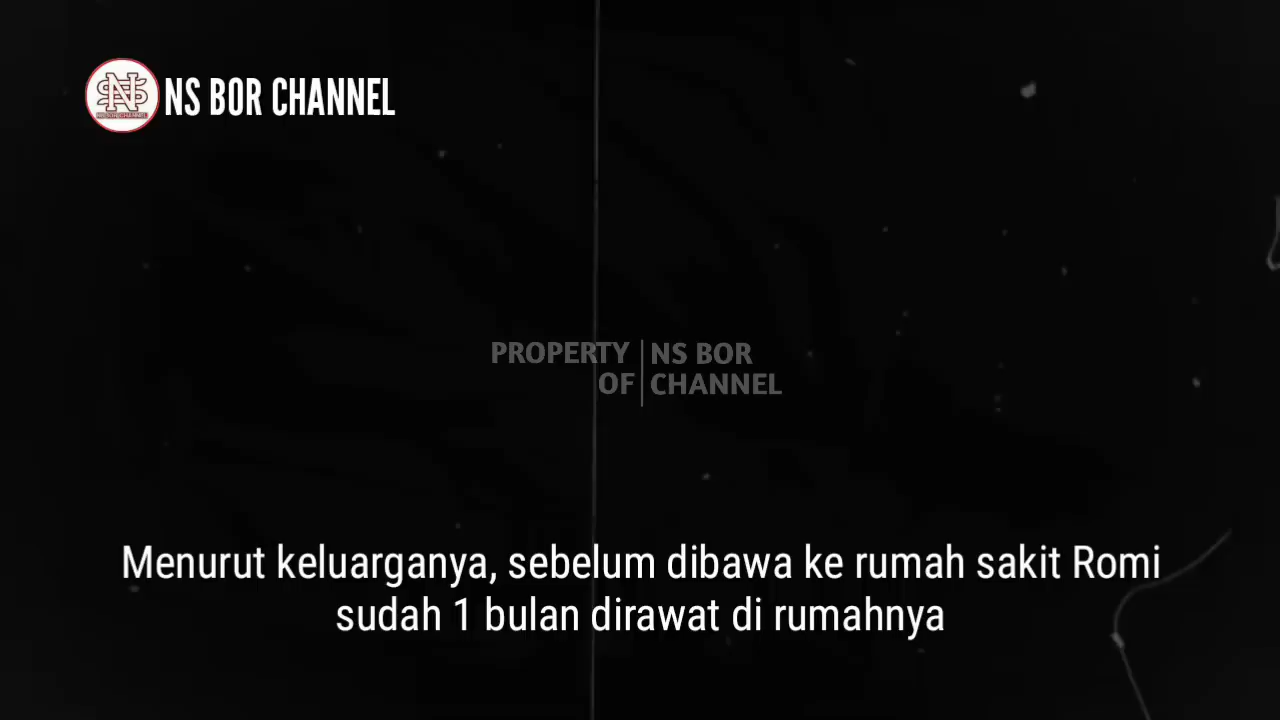 NS BOR CHANNEL
PROPERTY OF
NS BOR CHANNEL
Menurut keluarganya, sebelum dibawa ke rumah sakit Romi
sudah 1 bulan dirawat di rumahnya